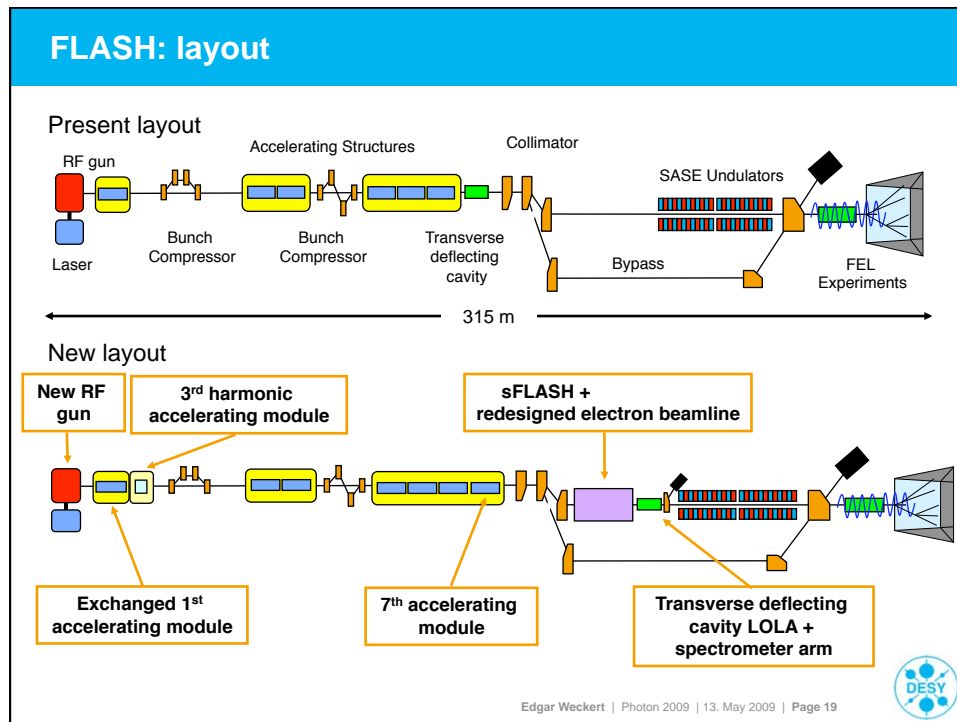 FLASH: layout
Present layout
RF gun
Accelerating Structures
Collimator
SASE Undulators
Laser
Bunch
Compressor
Bunch
Compressor
Transverse
deflecting
cavity
Bypass
FEL
Experiments
315 m
New layout
New RF
gun
3rd harmonic
accelerating module
sFLASH +
redesigned electron beamline
Exchanged 1st
accelerating module
7th accelerating
module
Transverse deflecting
cavity LOLA +
spectrometer arm
Edgar Weckert | Photon 2009 | 13. May 2009 | Page 19
DESY